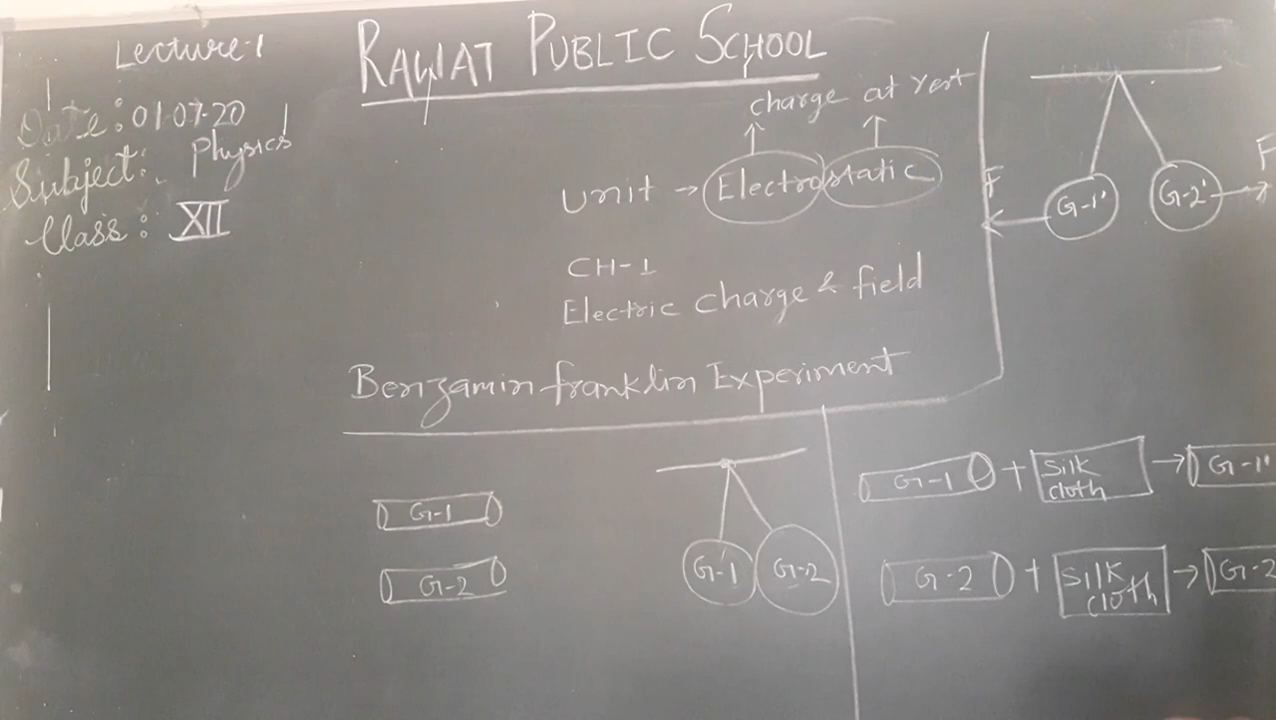 Lecture-1
RAWAT PUBLIC SCHOOL
Date: 01-07-20
Subject: Physics
Class: XII
charge at rest
Unit → Electrostatic
CH-1
Electric charge & field
Benzamin franklin Experiment
F
G-1'
G-2'
F
G-1
G-2
G-1
G-2
G-1 + Silk cloth → G-1'
G-2 + Silk cloth → G-2